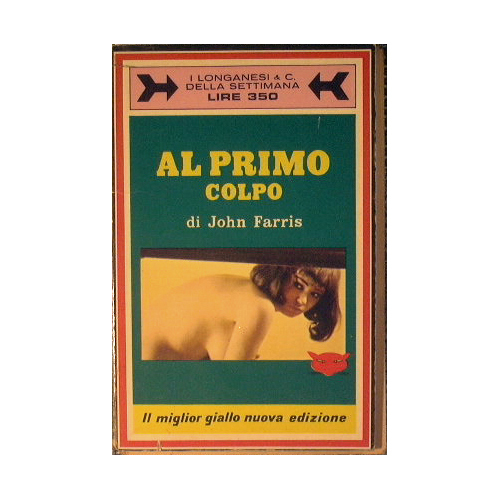 I LONGANESI & C.
DELLA SETTIMANA
LIRE 350
AL PRIMO
COLPO
di John Farris
Il miglior giallo nuova edizione